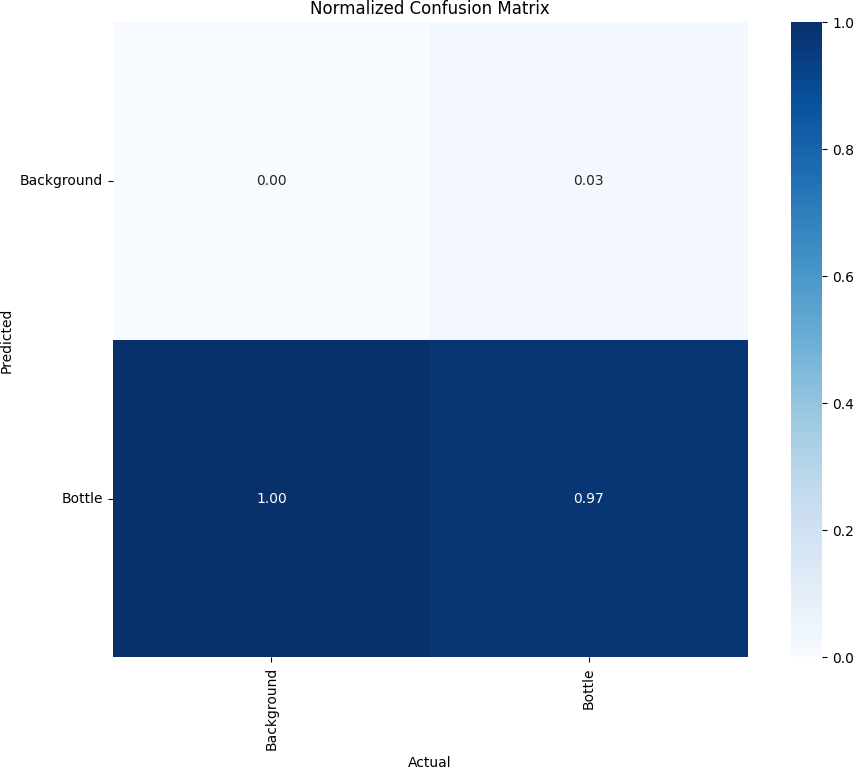 Normalized Confusion Matrix
Predicted
Background
0.00
0.03
Bottle
1.00
0.97
Background
Bottle
Actual
1.0
0.8
0.6
0.4
0.2
0.0